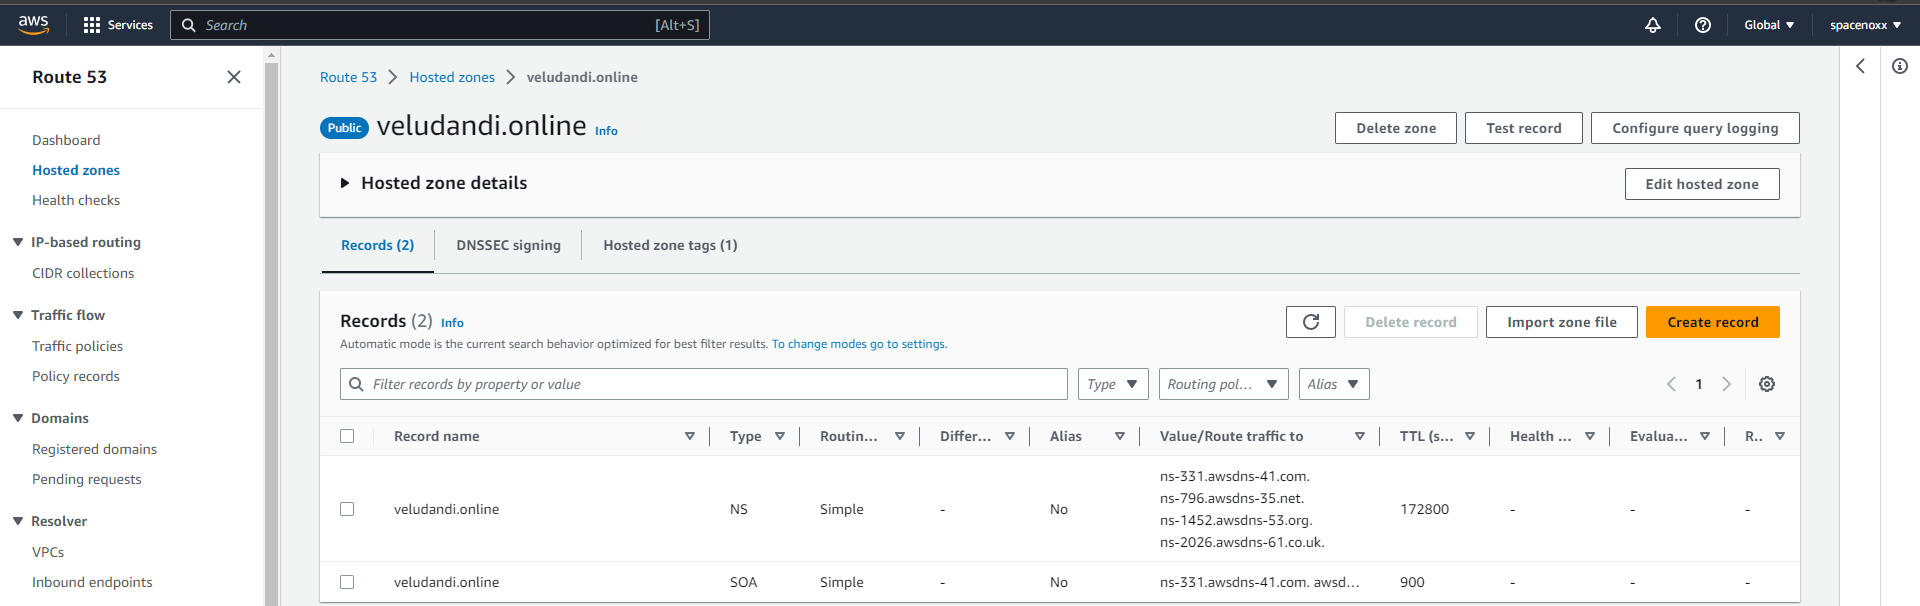 aws
Services
Search
[Alt+S]
Global
spacenoxx
Route 53
Dashboard
Hosted zones
Health checks
IP-based routing
CIDR collections
Traffic flow
Traffic policies
Policy records
Domains
Registered domains
Pending requests
Resolver
VPCs
Inbound endpoints
Route 53
Hosted zones
veludandi.online
Public
veludandi.online
Info
Delete zone
Test record
Configure query logging
Hosted zone details
Edit hosted zone
Records (2)
DNSSEC signing
Hosted zone tags (1)
Records (2)
Info
Delete record
Import zone file
Create record
Automatic mode is the current search behavior optimized for best filter results. To change modes go to settings.
Filter records by property or value
Type
Routing pol...
Alias
1
Record name
Type
Routin...
Differ...
Alias
Value/Route traffic to
TTL (s...
Health ...
Evalua...
R..
veludandi.online
NS
Simple
-
No
ns-331.awsdns-41.com.
ns-796.awsdns-35.net.
ns-1452.awsdns-53.org.
ns-2026.awsdns-61.co.uk.
172800
-
-
-
veludandi.online
SOA
Simple
-
No
ns-331.awsdns-41.com. awsd...
900
-
-
-